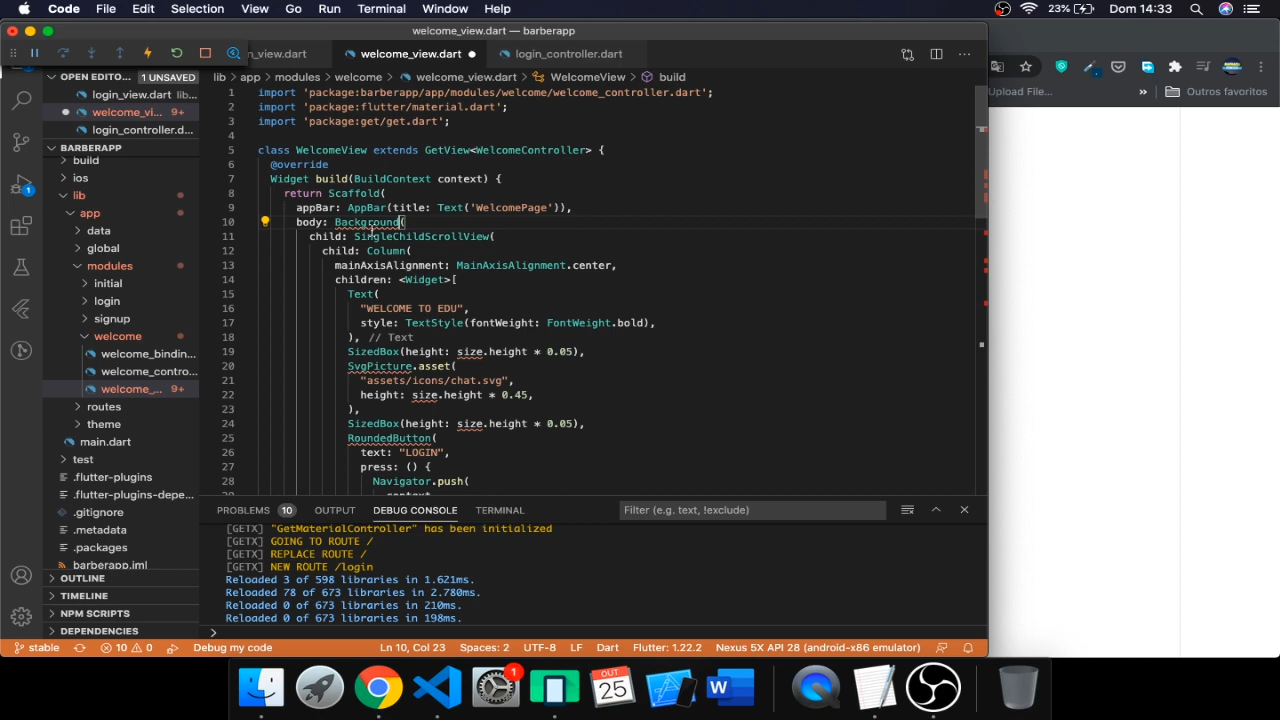 Code File Edit Selection View Go Run Terminal Window Help 23% Dom 14:33
welcome_view.dart — barberapp
n_view.dart welcome_view.dart login_controller.dart
Upload File... » Outros favoritos
OPEN EDITO... 1 UNSAVED
login_view.dart lib...
welcome_vi... 9+
login_controller.d...
BARBERAPP
build
ios
lib
app
data
global
modules
initial
login
signup
welcome
welcome_bindin...
welcome_contro...
welcome_... 9+
routes
theme
main.dart
test
.flutter-plugins
.flutter-plugins-depe...
.gitignore
.metadata
.packages
barberapp.iml
OUTLINE
TIMELINE
NPM SCRIPTS
DEPENDENCIES
1
lib > app > modules > welcome > welcome_view.dart > WelcomeView > build
1 import 'package:barberapp/app/modules/welcome/welcome_controller.dart';
2 import 'package:flutter/material.dart';
3 import 'package:get/get.dart';
4
5 class WelcomeView extends GetView<WelcomeController> {
6 @override
7 Widget build(BuildContext context) {
8 return Scaffold(
9 appBar: AppBar(title: Text('WelcomePage')),
10 body: Background(
11 child: SingleChildScrollView(
12 child: Column(
13 mainAxisAlignment: MainAxisAlignment.center,
14 children: <Widget>[
15 Text(
16 "WELCOME TO EDU",
17 style: TextStyle(fontWeight: FontWeight.bold),
18 ), // Text
19 SizedBox(height: size.height * 0.05),
20 SvgPicture.asset(
21 "assets/icons/chat.svg",
22 height: size.height * 0.45,
23 ),
24 SizedBox(height: size.height * 0.05),
25 RoundedButton(
26 text: "LOGIN",
27 press: () {
28 Navigator.push(
context
PROBLEMS 10 OUTPUT DEBUG CONSOLE TERMINAL Filter (e.g. text, !exclude)
[GETX] "GetMaterialController" has been initialized
[GETX] GOING TO ROUTE /
[GETX] REPLACE ROUTE /
[GETX] NEW ROUTE /login
Reloaded 3 of 598 libraries in 1.621ms.
Reloaded 78 of 673 libraries in 2.780ms.
Reloaded 0 of 673 libraries in 210ms.
Reloaded 0 of 673 libraries in 198ms.
>
stable 10 0 Debug my code Ln 10, Col 23 Spaces: 2 UTF-8 LF Dart Flutter: 1.22.2 Nexus 5X API 28 (android-x86 emulator)
1
OCT
25
W